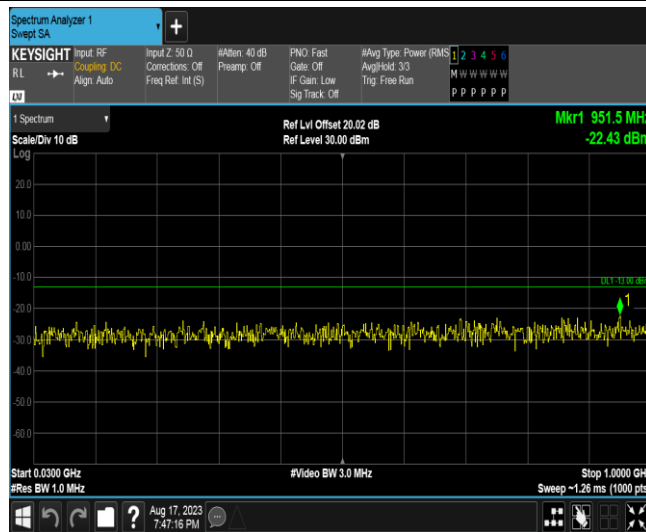 Spectrum Analyzer 1
Swept SA
+
KEYSIGHT
RL
LXI
Input: RF
Coupling: DC
Align: Auto
Input Z: 50 Ω
Corrections: Off
Freq Ref: Int (S)
#Atten: 40 dB
Preamp: Off
PNO: Fast
Gate: Off
IF Gain: Low
Sig Track: Off
#Avg Type: Power (RMS
Avg|Hold: 3/3
Trig: Free Run
1 2 3 4 5 6
M W W W W W
P P P P P P
1 Spectrum
Scale/Div 10 dB
Log
Ref Lvl Offset 20.02 dB
Ref Level 30.00 dBm
Mkr1 951.5 MHz
-22.43 dBm
20.0
10.0
0.00
-10.0
DL1 -13.00 dBm
1
-20.0
-30.0
-40.0
-50.0
-60.0
Start 0.0300 GHz
#Res BW 1.0 MHz
#Video BW 3.0 MHz
Stop 1.0000 GH
Sweep ~1.26 ms (1000 pts
?
Aug 17, 2023
7:47:16 PM